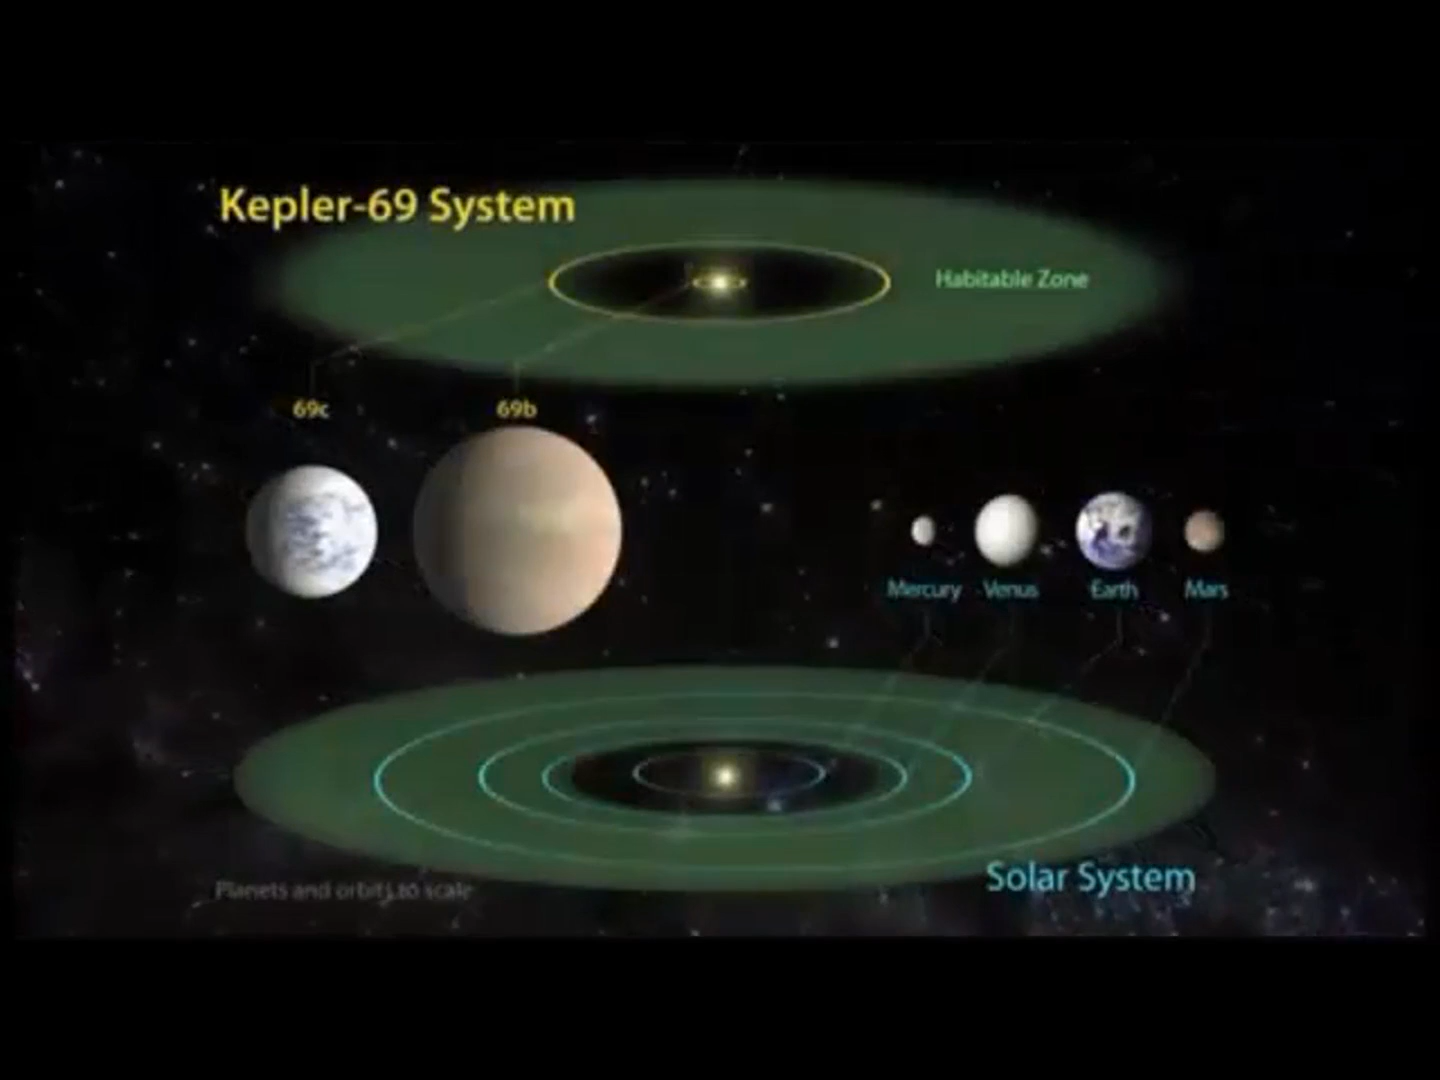 Kepler-69 System
Habitable Zone
69c
69b
Mercury
Venus
Earth
Mars
Solar System
Planets and orbits to scale